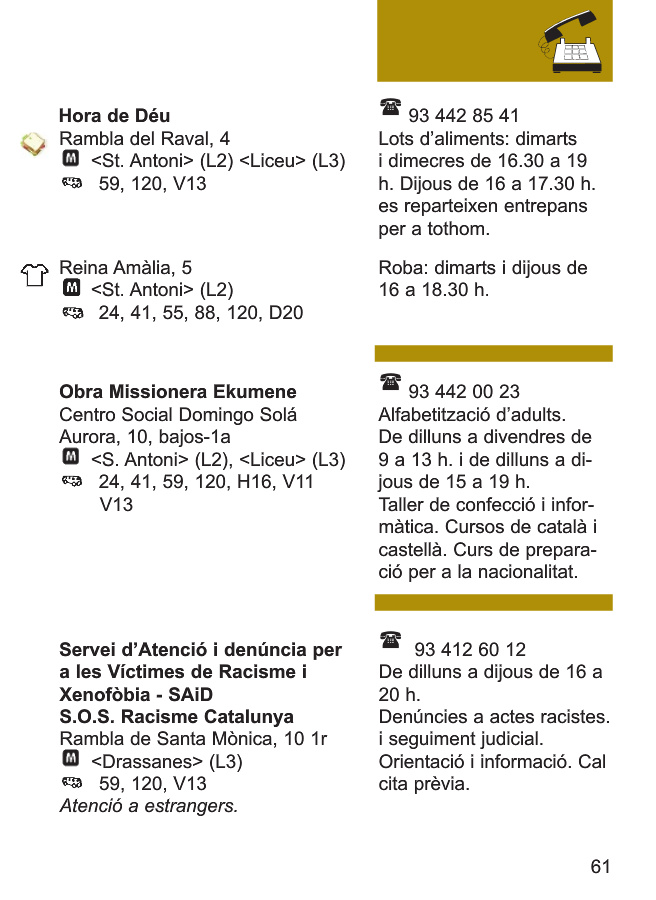 Hora de Déu
Rambla del Raval, 4
M <St. Antoni> (L2) <Liceu> (L3)
59, 120, V13
☎ 93 442 85 41
Lots d'aliments: dimarts
i dimecres de 16.30 a 19
h. Dijous de 16 a 17.30 h.
es reparteixen entrepans
per a tothom.
Reina Amàlia, 5
M <St. Antoni> (L2)
24, 41, 55, 88, 120, D20
Roba: dimarts i dijous de
16 a 18.30 h.
Obra Missionera Ekumene
Centro Social Domingo Solá
Aurora, 10, bajos-1a
M <S. Antoni> (L2), <Liceu> (L3)
24, 41, 59, 120, H16, V11
V13
☎ 93 442 00 23
Alfabetització d'adults.
De dilluns a divendres de
9 a 13 h. i de dilluns a di-
jous de 15 a 19 h.
Taller de confecció i infor-
màtica. Cursos de català i
castellà. Curs de prepara-
ció per a la nacionalitat.
Servei d'Atenció i denúncia per
a les Víctimes de Racisme i
Xenofòbia - SAiD
S.O.S. Racisme Catalunya
Rambla de Santa Mònica, 10 1r
M <Drassanes> (L3)
59, 120, V13
Atenció a estrangers.
☎ 93 412 60 12
De dilluns a dijous de 16 a
20 h.
Denúncies a actes racistes.
i seguiment judicial.
Orientació i informació. Cal
cita prèvia.
61